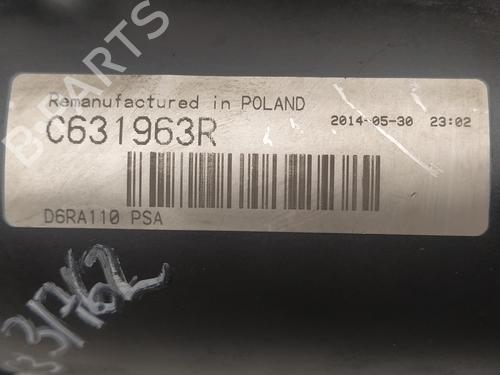 B-PARTS
Remanufactured in POLAND
C631963R
2014-05-30 23:02
D6RA110 PSA